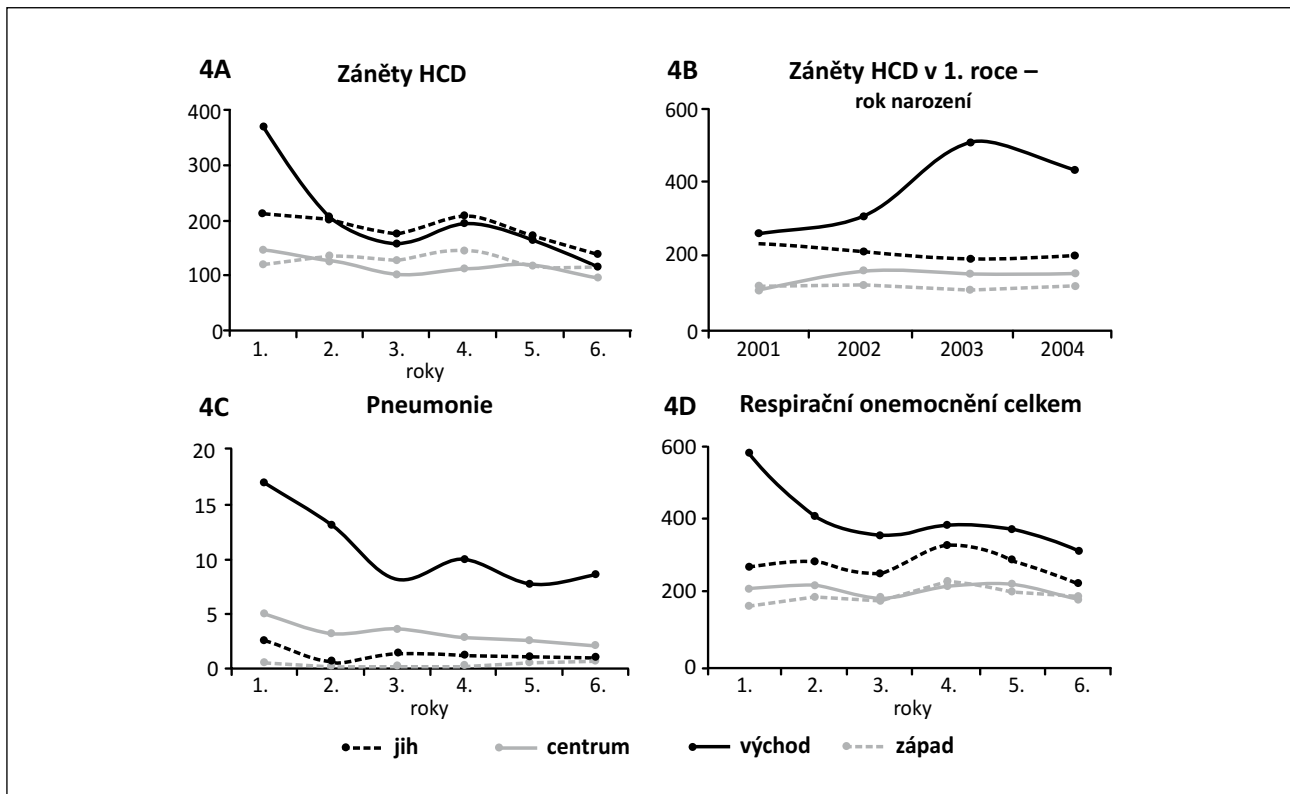 4A Záněty HCD
400
300
200
100
0
1. 2. 3. 4. 5. 6.
roky
4B Záněty HCD v 1. roce –
rok narození
600
400
200
0
2001 2002 2003 2004
4C Pneumonie
20
15
10
5
0
1. 2. 3. 4. 5. 6.
roky
4D Respirační onemocnění celkem
600
400
200
0
1. 2. 3. 4. 5. 6.
roky
jih centrum východ západ